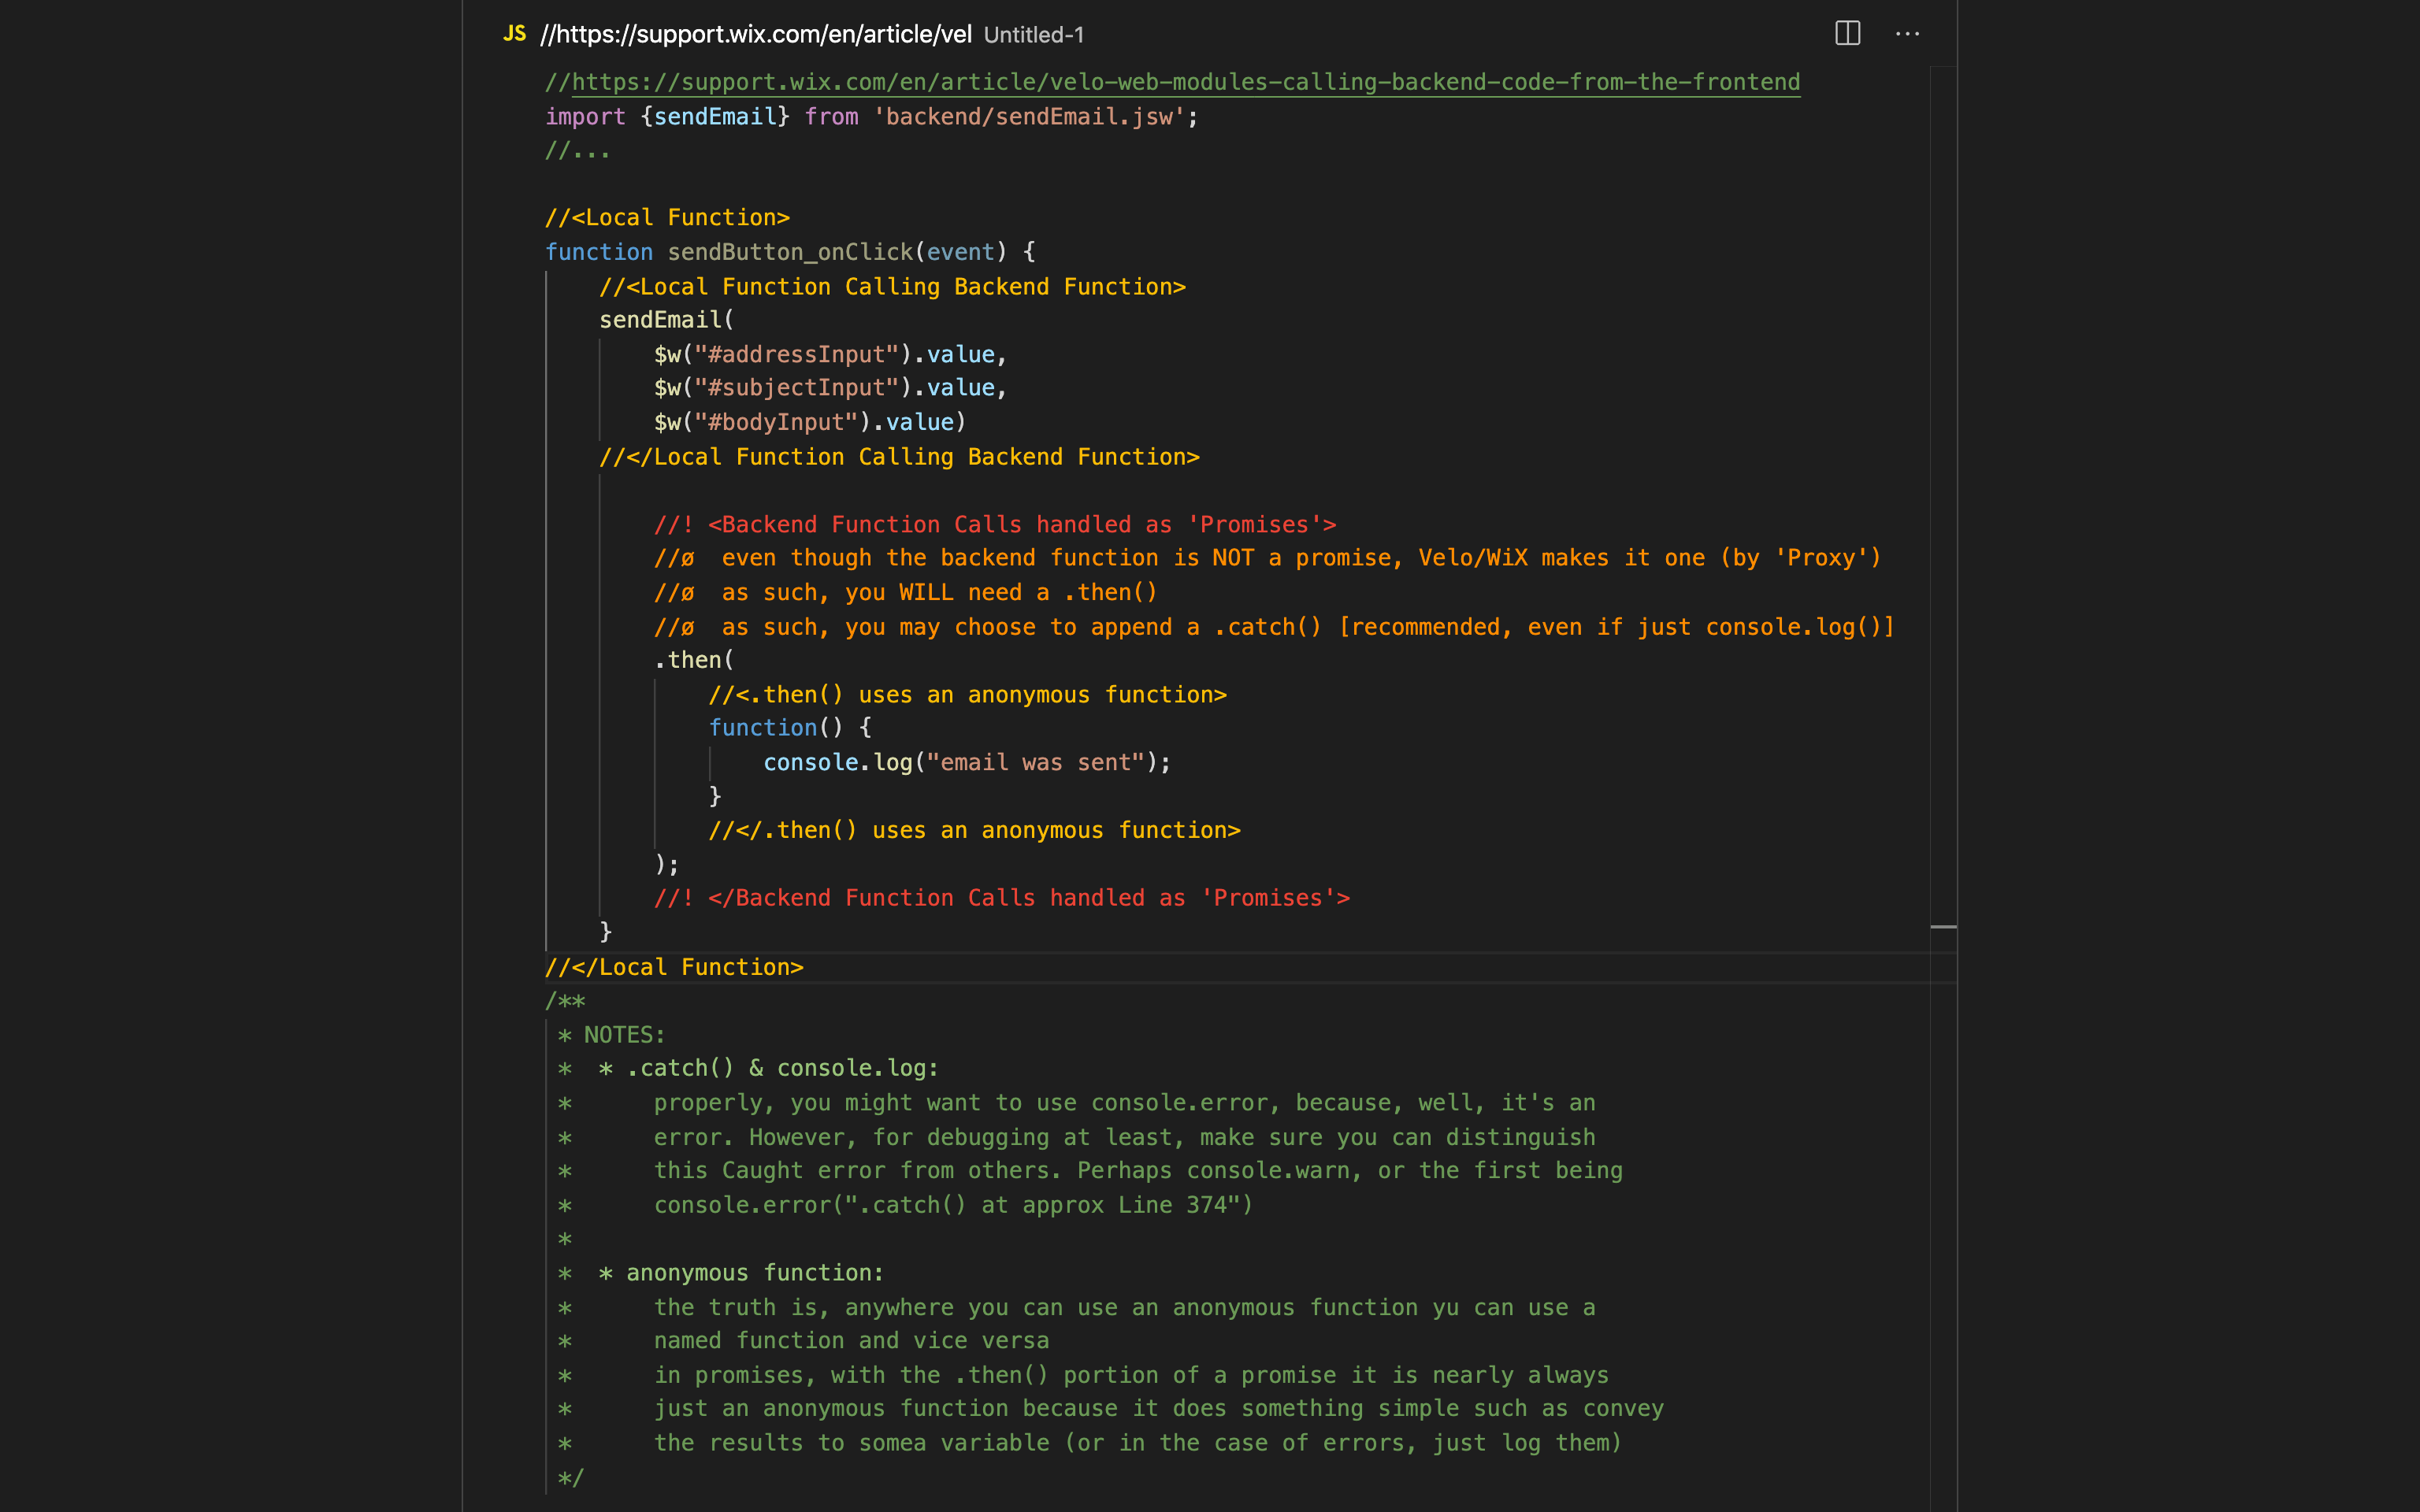 JS //https://support.wix.com/en/article/vel Untitled-1 ···
//https://support.wix.com/en/article/velo-web-modules-calling-backend-code-from-the-frontend
import {sendEmail} from 'backend/sendEmail.jsw';
//...
//<Local Function>
function sendButton_onClick(event) {
//<Local Function Calling Backend Function>
sendEmail(
$w("#addressInput").value,
$w("#subjectInput").value,
$w("#bodyInput").value)
//</Local Function Calling Backend Function>
//! <Backend Function Calls handled as 'Promises'>
//ø  even though the backend function is NOT a promise, Velo/WiX makes it one (by 'Proxy')
//ø  as such, you WILL need a .then()
//ø  as such, you may choose to append a .catch() [recommended, even if just console.log()]
.then(
//<.then() uses an anonymous function>
function() {
console.log("email was sent");
}
//</.then() uses an anonymous function>
);
//! </Backend Function Calls handled as 'Promises'>
}
//</Local Function>
/**
* NOTES:
*  * .catch() & console.log:
*      properly, you might want to use console.error, because, well, it's an
*      error. However, for debugging at least, make sure you can distinguish
*      this Caught error from others. Perhaps console.warn, or the first being
*      console.error(".catch() at approx Line 374")
*
*  * anonymous function:
*      the truth is, anywhere you can use an anonymous function yu can use a
*      named function and vice versa
*      in promises, with the .then() portion of a promise it is nearly always
*      just an anonymous function because it does something simple such as convey
*      the results to somea variable (or in the case of errors, just log them)
*/